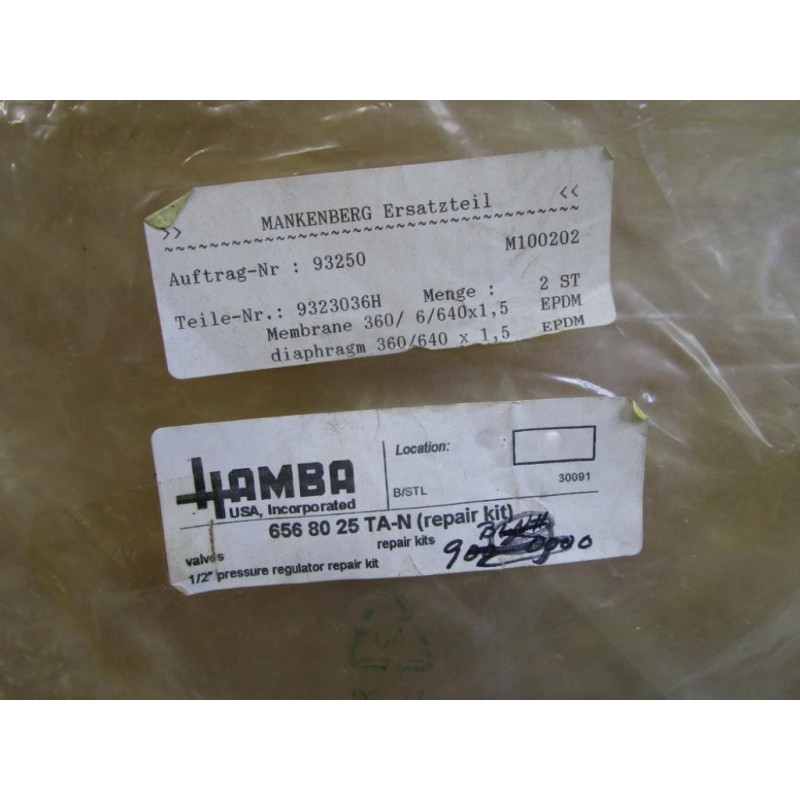 >> MANKENBERG Ersatzteil <<
~~~~~~~~~~~~~~~~~~~~~~~~~~~~~~~~~~~~~~~~~~~~
Auftrag-Nr : 93250 M100202
Teile-Nr.: 9323036H Menge : 2 ST
Membrane 360/ 6/640x1,5 EPDM
diaphragm 360/640 x 1,5 EPDM
HAMBA
USA, Incorporated
Location:
B/STL 30091
656 80 25 TA-N (repair kit)
valves repair kits
1/2" pressure regulator repair kit